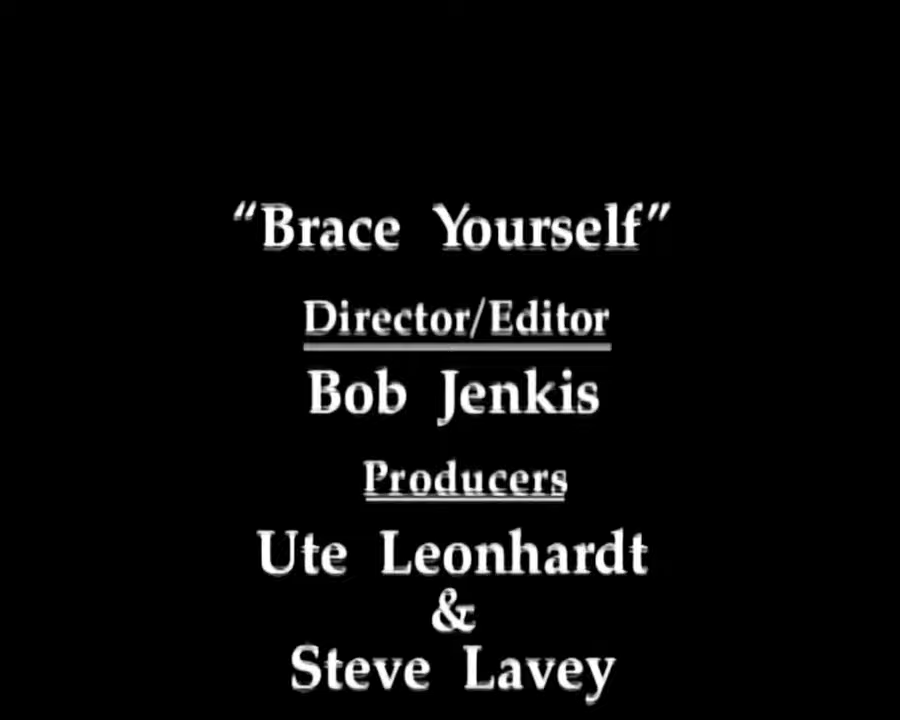 “Brace Yourself”
Director/Editor
Bob Jenkis
Producers
Ute Leonhardt
&
Steve Lavey